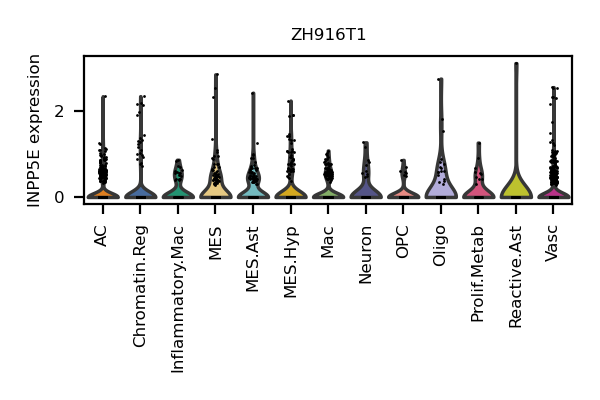 ZH916T1
INPP5E expression
2
0
AC
Chromatin.Reg
Inflammatory.Mac
MES
MES.Ast
MES.Hyp
Mac
Neuron
OPC
Oligo
Prolif.Metab
Reactive.Ast
Vasc